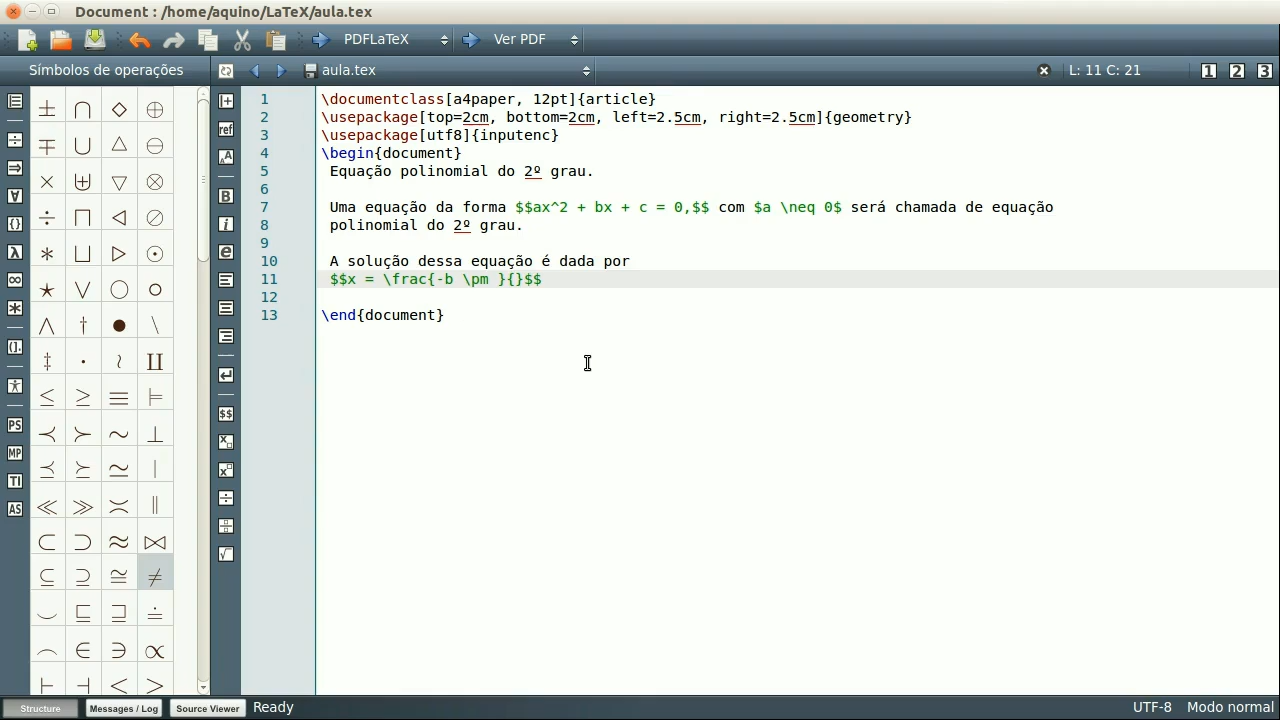 Document : /home/aquino/LaTeX/aula.tex
PDFLaTeX Ver PDF
Símbolos de operações aula.tex L: 11 C: 21 1 2 3
1 \documentclass[a4paper, 12pt]{article}
2 \usepackage[top=2cm, bottom=2cm, left=2.5cm, right=2.5cm]{geometry}
3 \usepackage[utf8]{inputenc}
4 \begin{document}
5 Equação polinomial do 2º grau.
6
7 Uma equação da forma $$ax^2 + bx + c = 0,$$ com $a \neq 0$ será chamada de equação
8 polinomial do 2º grau.
9
10 A solução dessa equação é dada por
11 $$x = \frac{-b \pm }{}$$
12
13 \end{document}
ref
B
i
e
$$
PS
MP
TI
AS
Structure Messages / Log Source Viewer Ready UTF-8 Modo normal